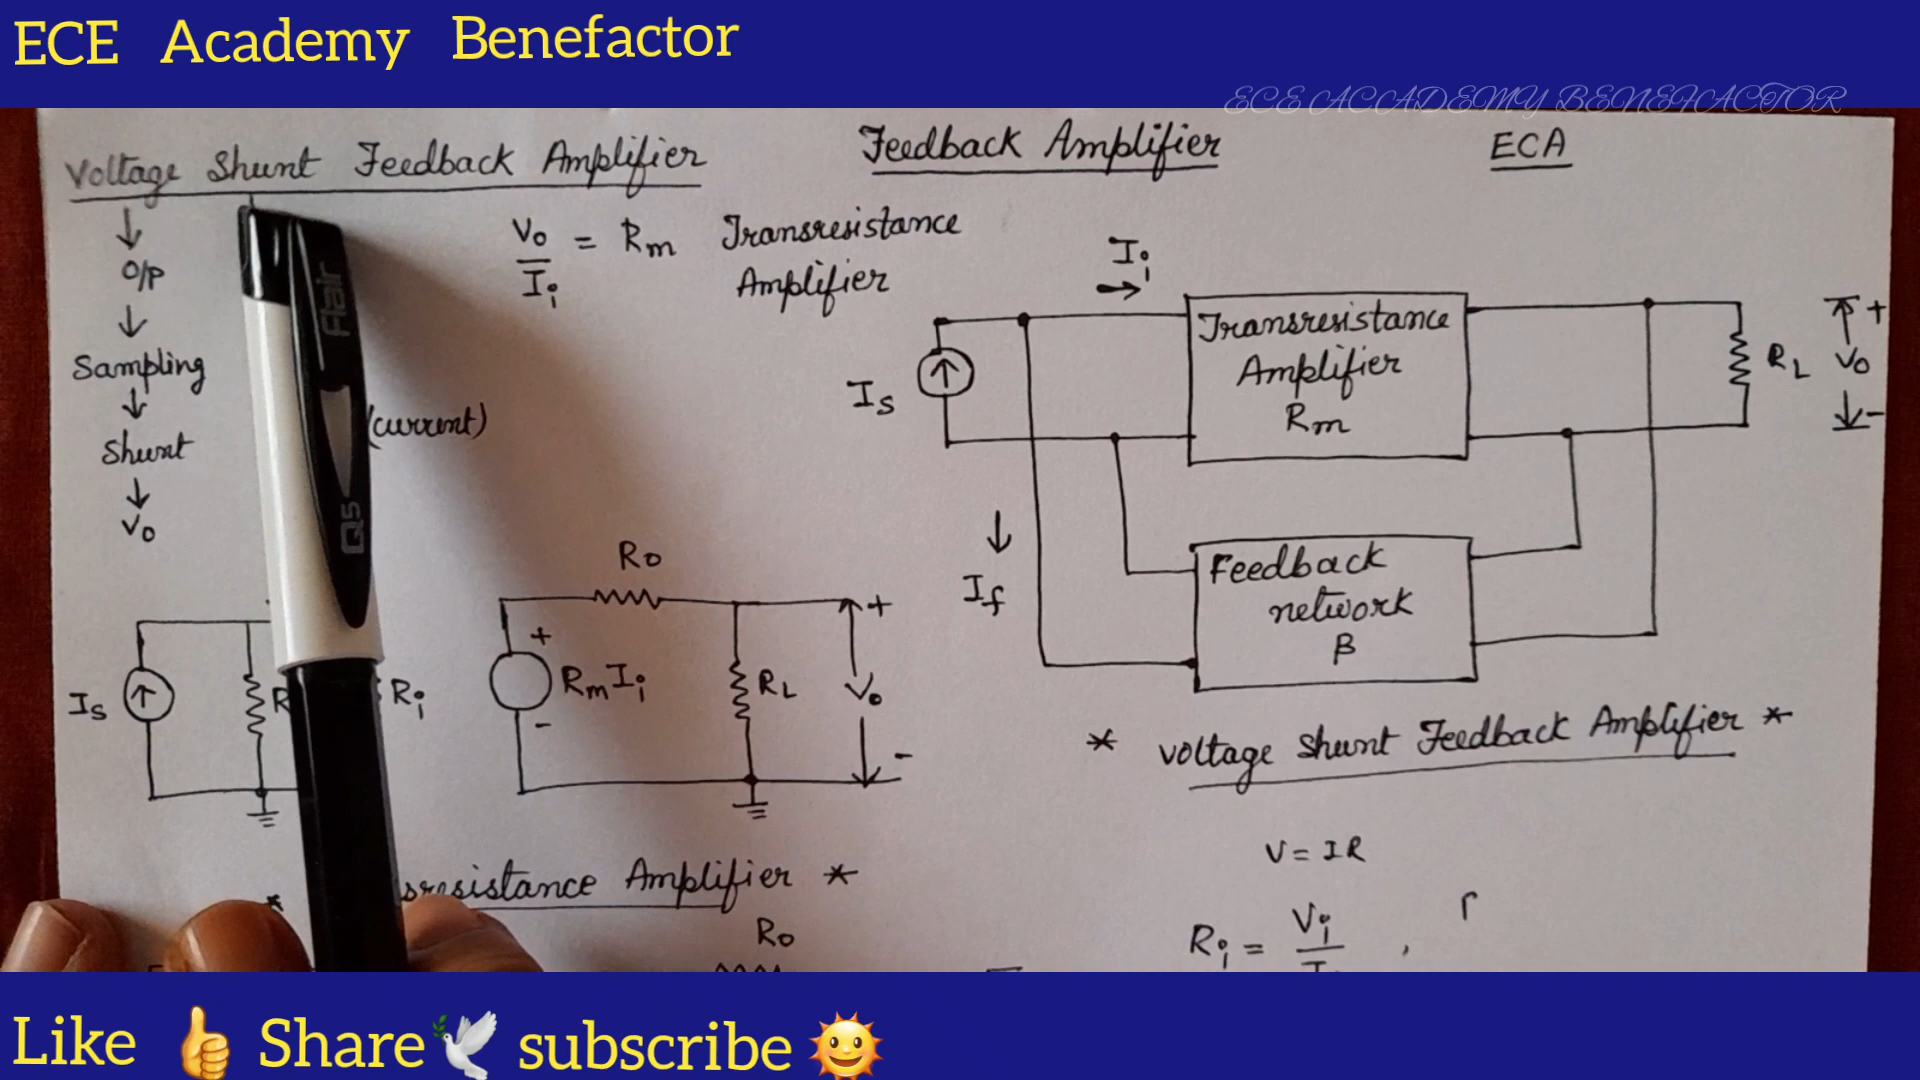 ECE Academy Benefactor
ECE ACCADEMY BENEFACTOR
Voltage Shunt Feedback Amplifier
Feedback Amplifier
ECA
O/P
Sampling
Shunt
Vo
(current)
Vo / Ii = Rm Transresistance
Amplifier
Ii
Is
Transresistance
Amplifier
Rm
RL
Vo
+
-
If
Feedback
network
β
* Voltage Shunt Feedback Amplifier *
Is
Ri
Ro
+
RmIi
-
RL
+
Vo
-
Amplifier *
Ro
V = IR
Ri = Vi
,
Like 👍 Share 🕊 subscribe 🌞